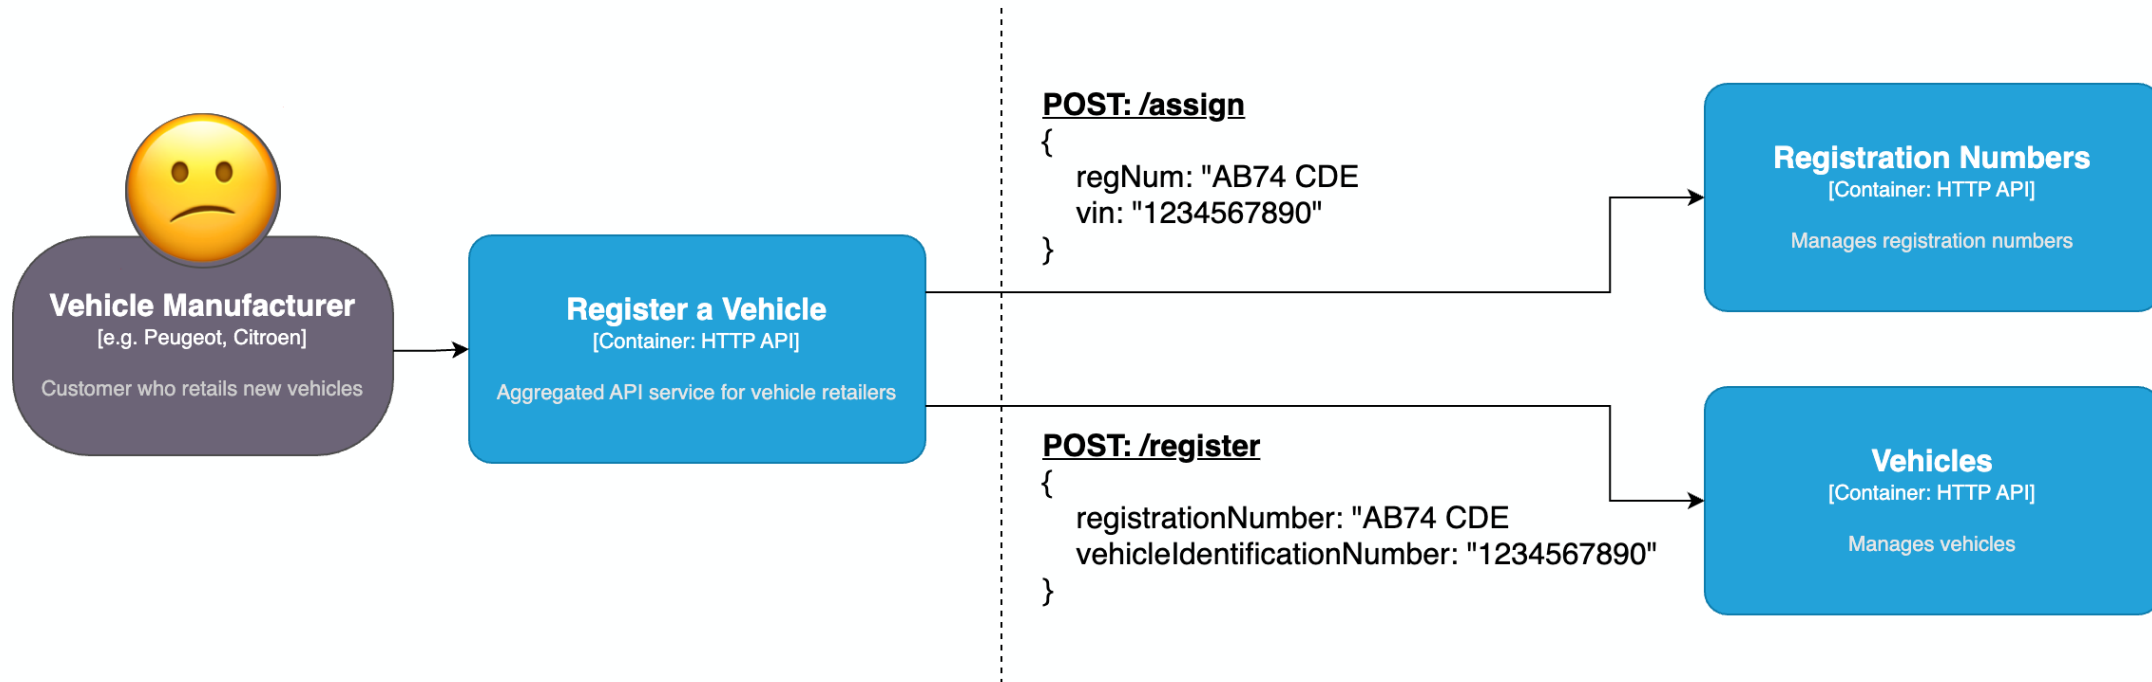 Vehicle Manufacturer
[e.g. Peugeot, Citroen]
Customer who retails new vehicles
Register a Vehicle
[Container: HTTP API]
Aggregated API service for vehicle retailers
POST: /assign
{
regNum: "AB74 CDE
vin: "1234567890"
}
Registration Numbers
[Container: HTTP API]
Manages registration numbers
POST: /register
{
registrationNumber: "AB74 CDE
vehicleIdentificationNumber: "1234567890"
}
Vehicles
[Container: HTTP API]
Manages vehicles